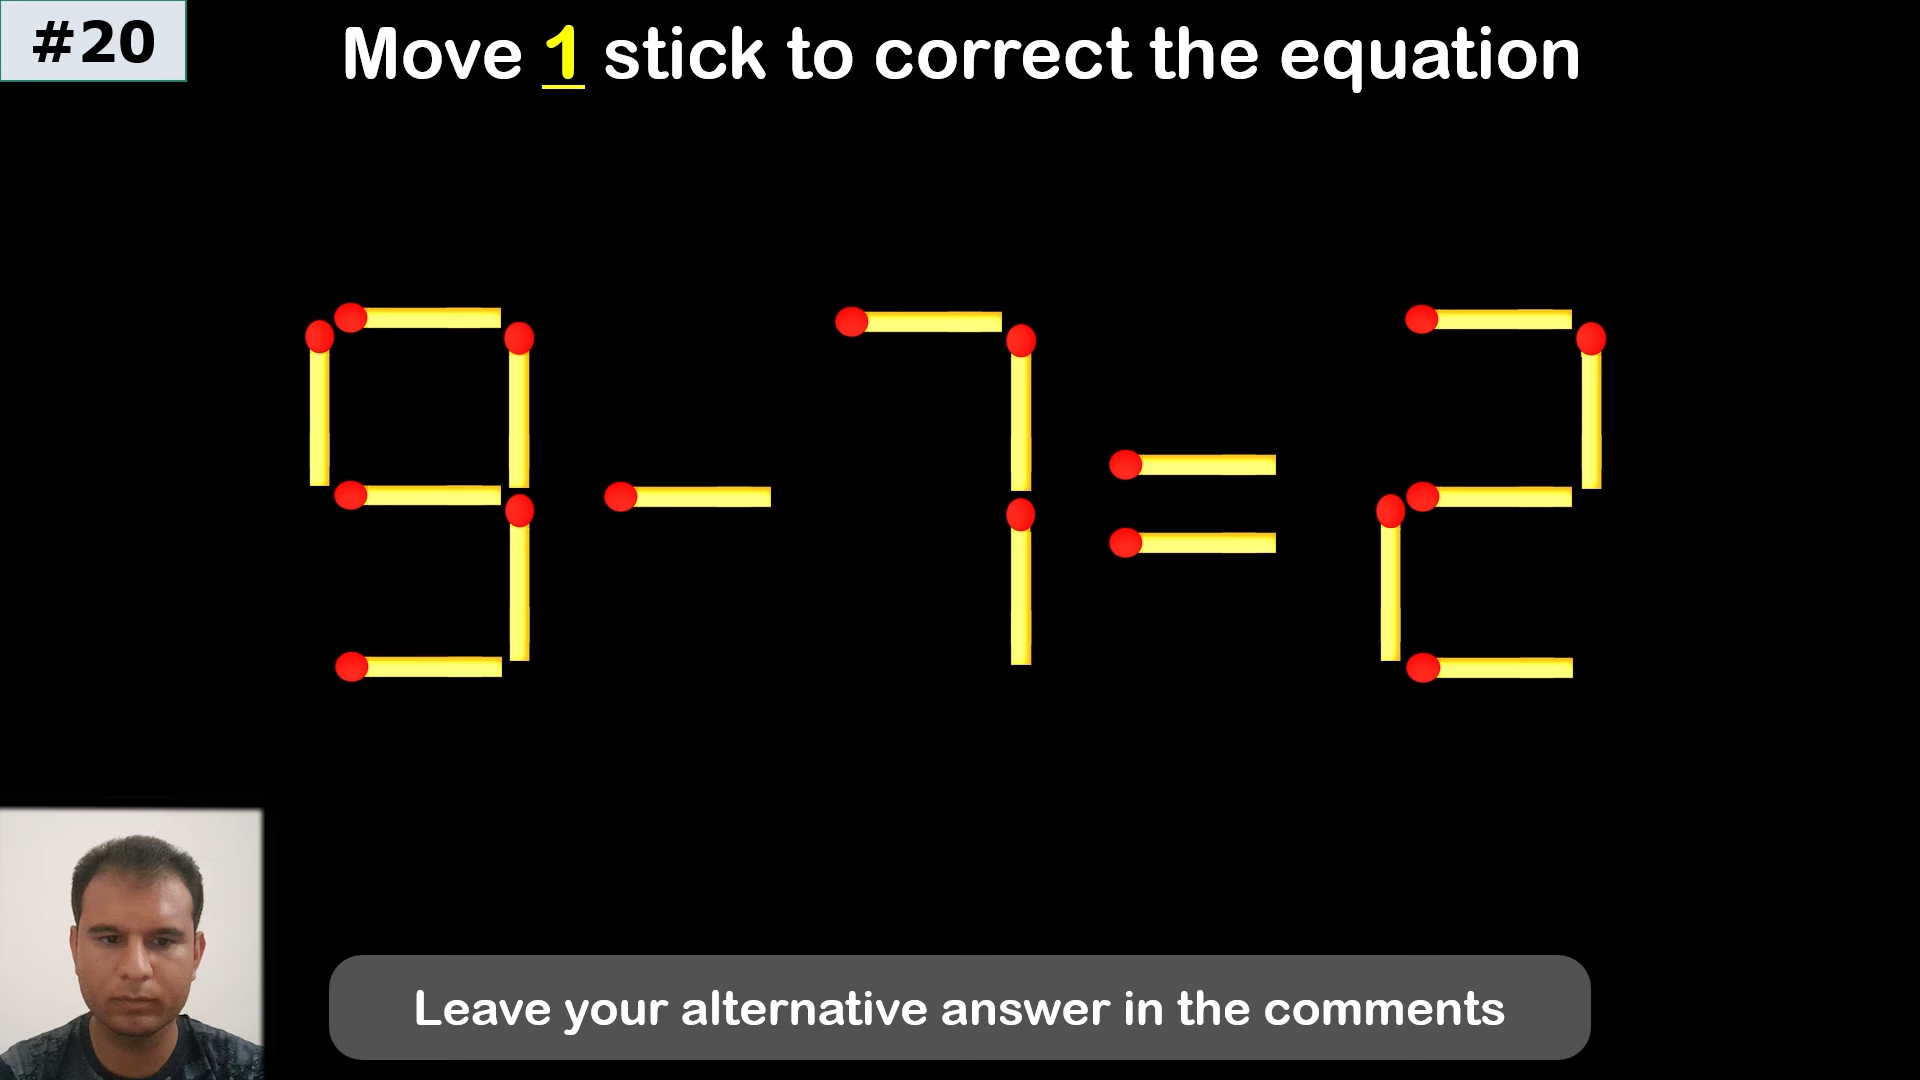 #20
Move 1 stick to correct the equation
9-7=2
Leave your alternative answer in the comments